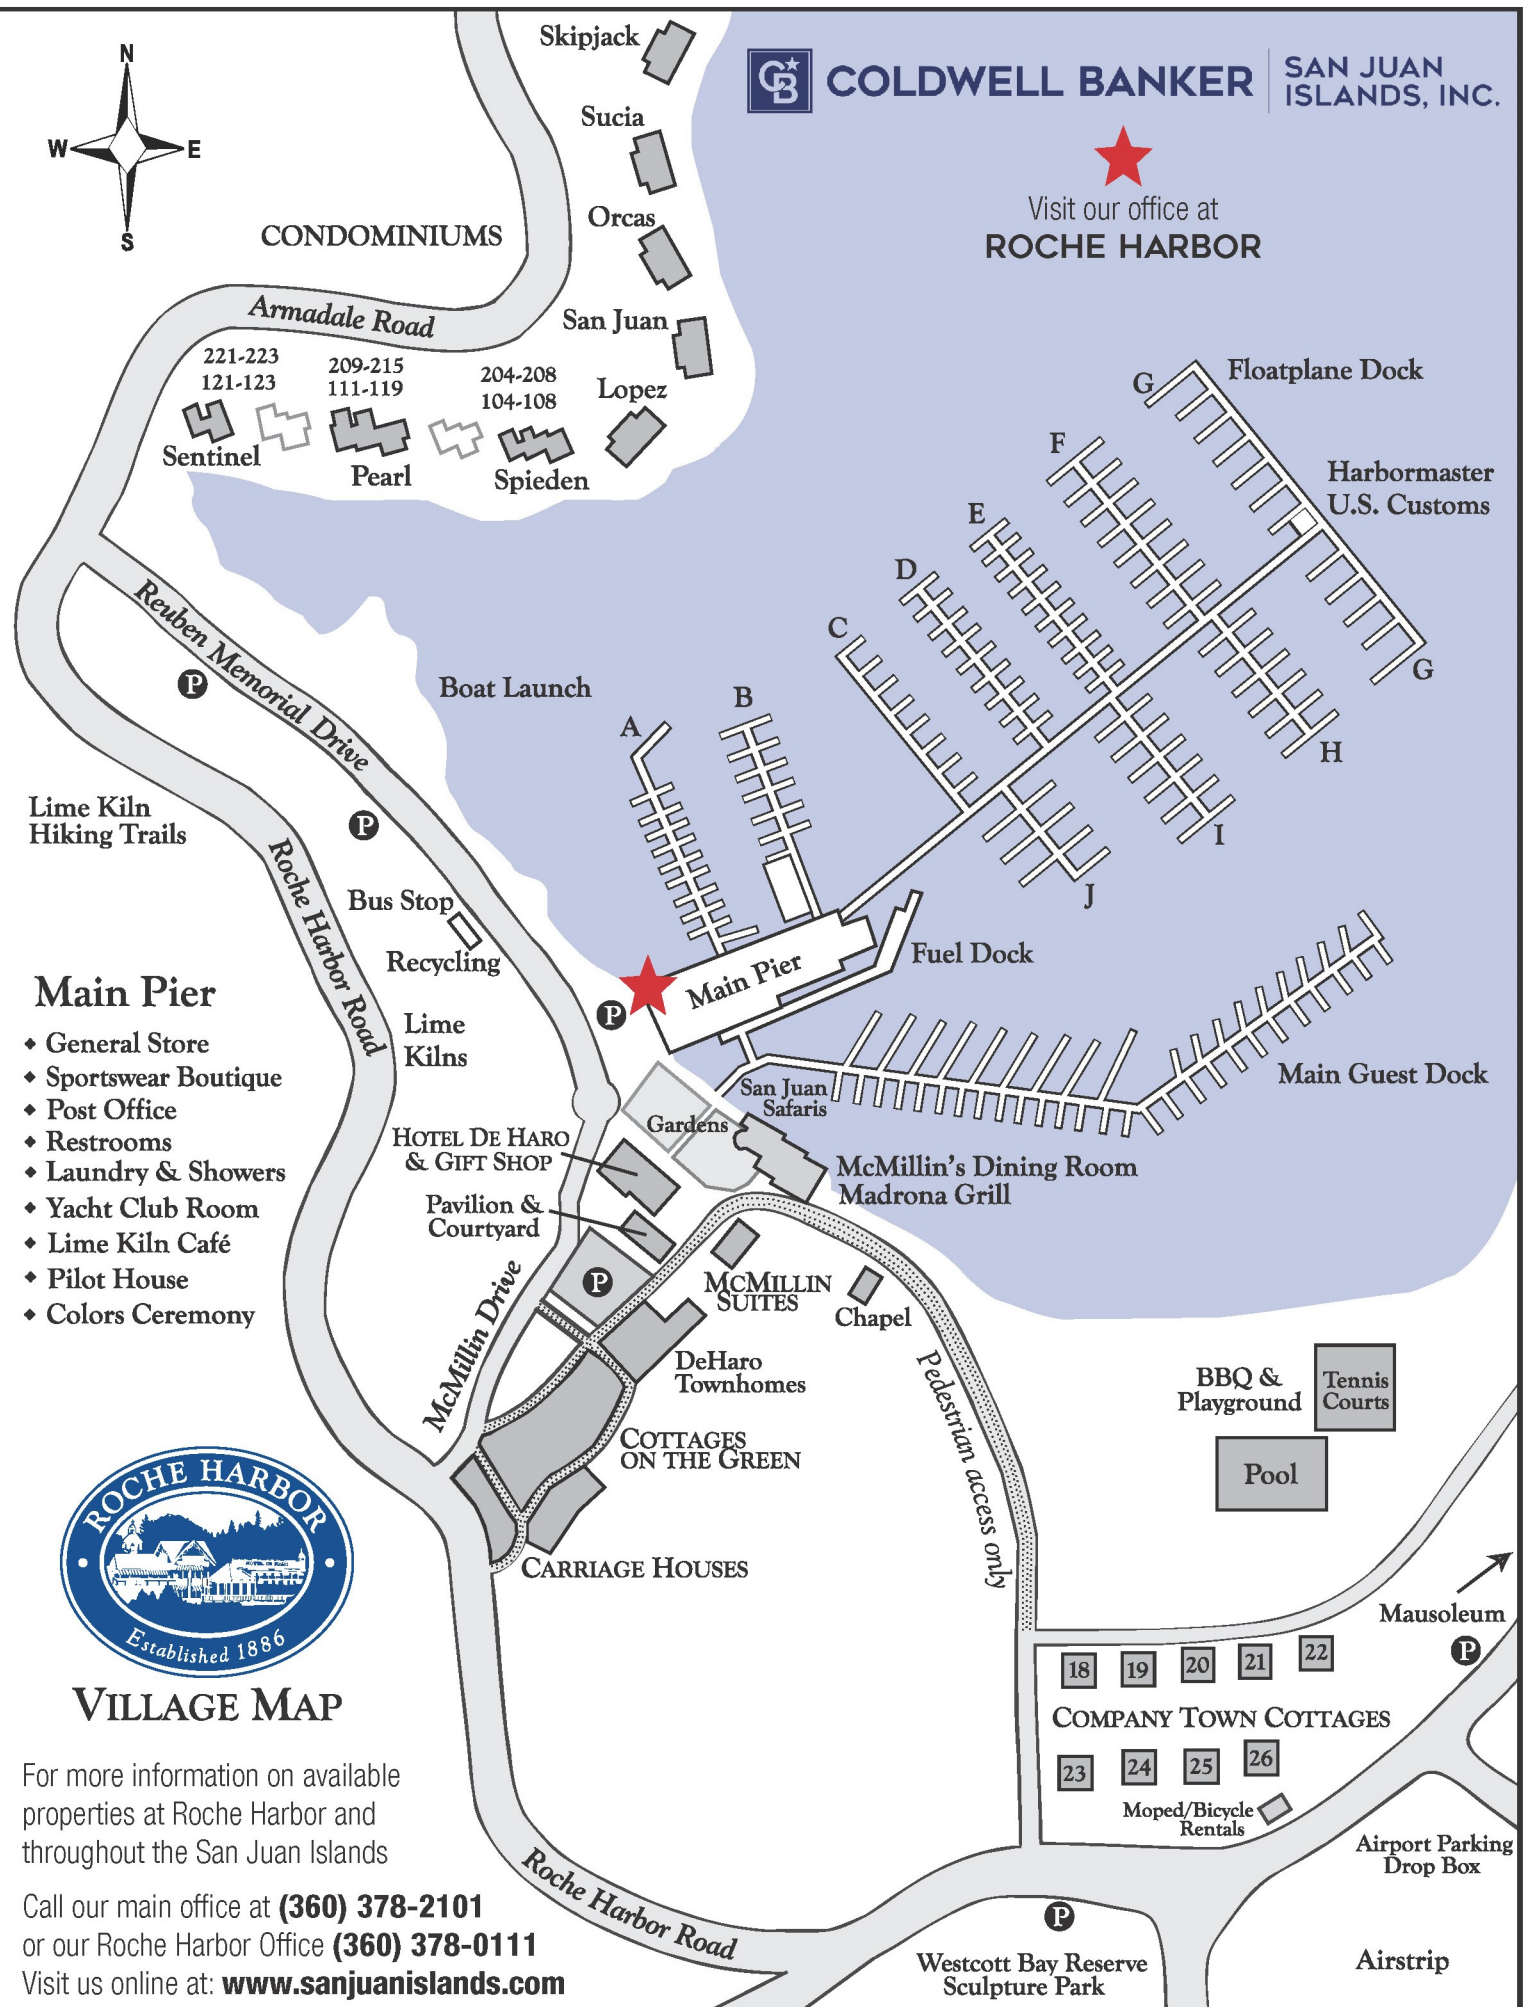 N
W
E
S
Skipjack
Sucia
Orcas
San Juan
Lopez
CONDOMINIUMS
Armadale Road
221-223
121-123
Sentinel
209-215
111-119
Pearl
204-208
104-108
Spieden
CB
COLDWELL BANKER
SAN JUAN
ISLANDS, INC.
Visit our office at
ROCHE HARBOR
G
Floatplane Dock
F
Harbormaster
U.S. Customs
E
D
C
G
H
I
J
B
A
Boat Launch
Reuben Memorial Drive
P
P
Lime Kiln
Hiking Trails
Roche Harbor Road
Bus Stop
Recycling
Lime
Kilns
P
Main Pier
Fuel Dock
Main Guest Dock
San Juan
Safaris
Gardens
HOTEL DE HARO
& GIFT SHOP
Pavilion &
Courtyard
McMillin's Dining Room
Madrona Grill
P
MCMILLIN
SUITES
Chapel
McMillin Drive
DeHaro
Townhomes
COTTAGES
ON THE GREEN
CARRIAGE HOUSES
Pedestrian access only
Main Pier
◆ General Store
◆ Sportswear Boutique
◆ Post Office
◆ Restrooms
◆ Laundry & Showers
◆ Yacht Club Room
◆ Lime Kiln Café
◆ Pilot House
◆ Colors Ceremony
BBQ &
Playground
Tennis
Courts
Pool
Mausoleum
P
18
19
20
21
22
COMPANY TOWN COTTAGES
23
24
25
26
Moped/Bicycle
Rentals
Airport Parking
Drop Box
Airstrip
P
Westcott Bay Reserve
Sculpture Park
Roche Harbor Road
ROCHE HARBOR
Established 1886
VILLAGE MAP
For more information on available
properties at Roche Harbor and
throughout the San Juan Islands
Call our main office at (360) 378-2101
or our Roche Harbor Office (360) 378-0111
Visit us online at: www.sanjuanislands.com